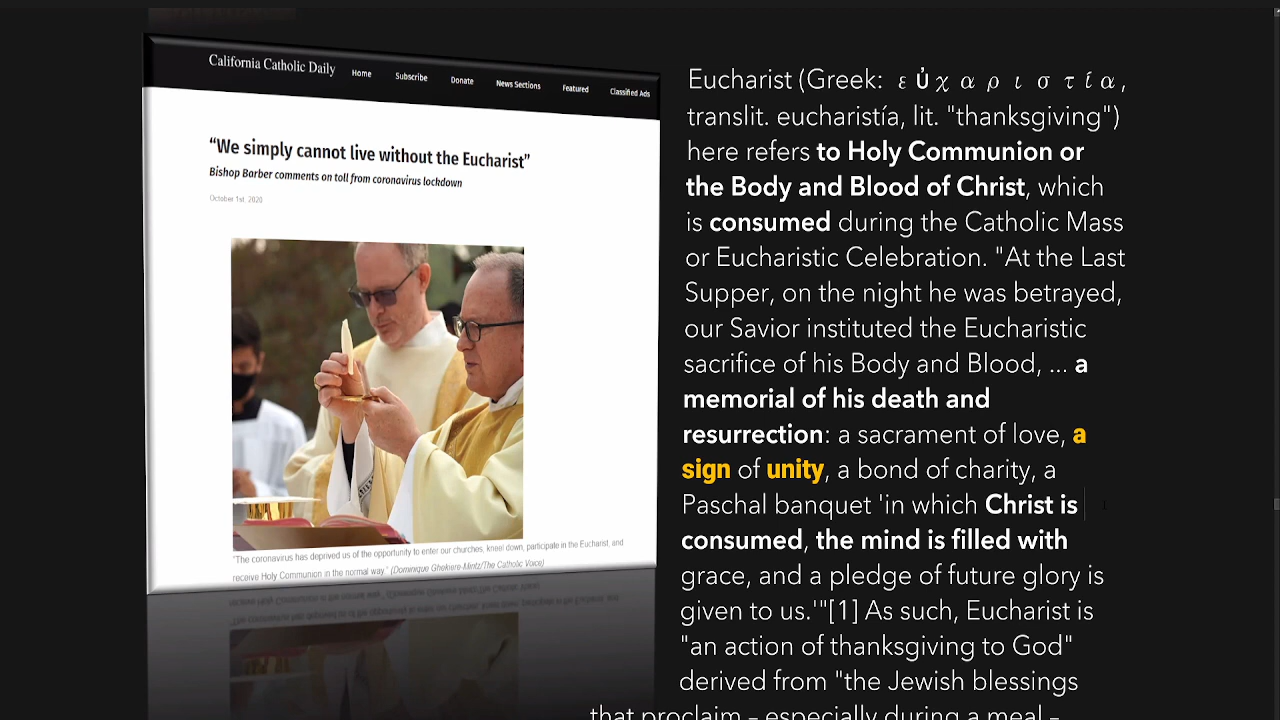 California Catholic Daily
Home Subscribe Donate News Sections Featured Classified Ads
“We simply cannot live without the Eucharist”
Bishop Barber comments on toll from coronavirus lockdown
October 1st, 2020
"The coronavirus has deprived us of the opportunity to enter our churches, kneel down, participate in the Eucharist, and
receive Holy Communion in the normal way." (Dominique Ghekiere-Mintz/The Catholic Voice)
Eucharist (Greek: εὐχαριστία,
translit. eucharistía, lit. "thanksgiving")
here refers to Holy Communion or
the Body and Blood of Christ, which
is consumed during the Catholic Mass
or Eucharistic Celebration. "At the Last
Supper, on the night he was betrayed,
our Savior instituted the Eucharistic
sacrifice of his Body and Blood, ... a
memorial of his death and
resurrection: a sacrament of love, a
sign of unity, a bond of charity, a
Paschal banquet 'in which Christ is
consumed, the mind is filled with
grace, and a pledge of future glory is
given to us.'"[1] As such, Eucharist is
"an action of thanksgiving to God"
derived from "the Jewish blessings
that proclaim – especially during a meal –